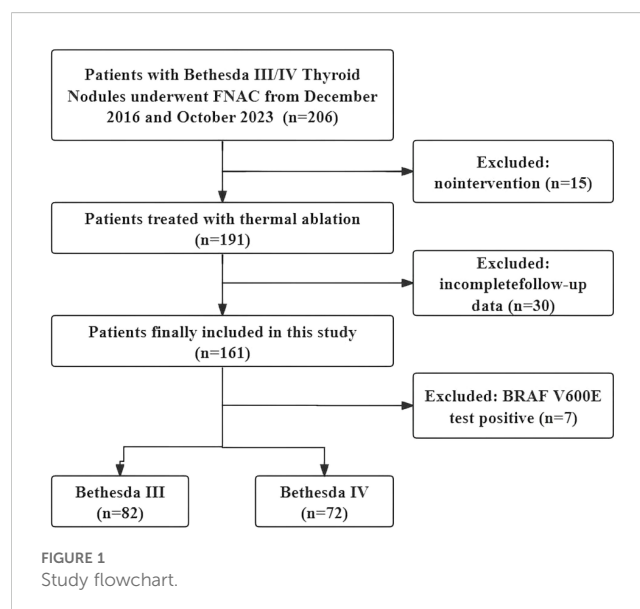 Patients with Bethesda III/IV Thyroid
Nodules underwent FNAC from December
2016 and October 2023 (n=206)
Excluded:
nointervention (n=15)
Patients treated with thermal ablation
(n=191)
Excluded:
incompletefollow-up
data (n=30)
Patients finally included in this study
(n=161)
Excluded: BRAF V600E
test positive (n=7)
Bethesda III
(n=82)
Bethesda IV
(n=72)
FIGURE 1
Study flowchart.